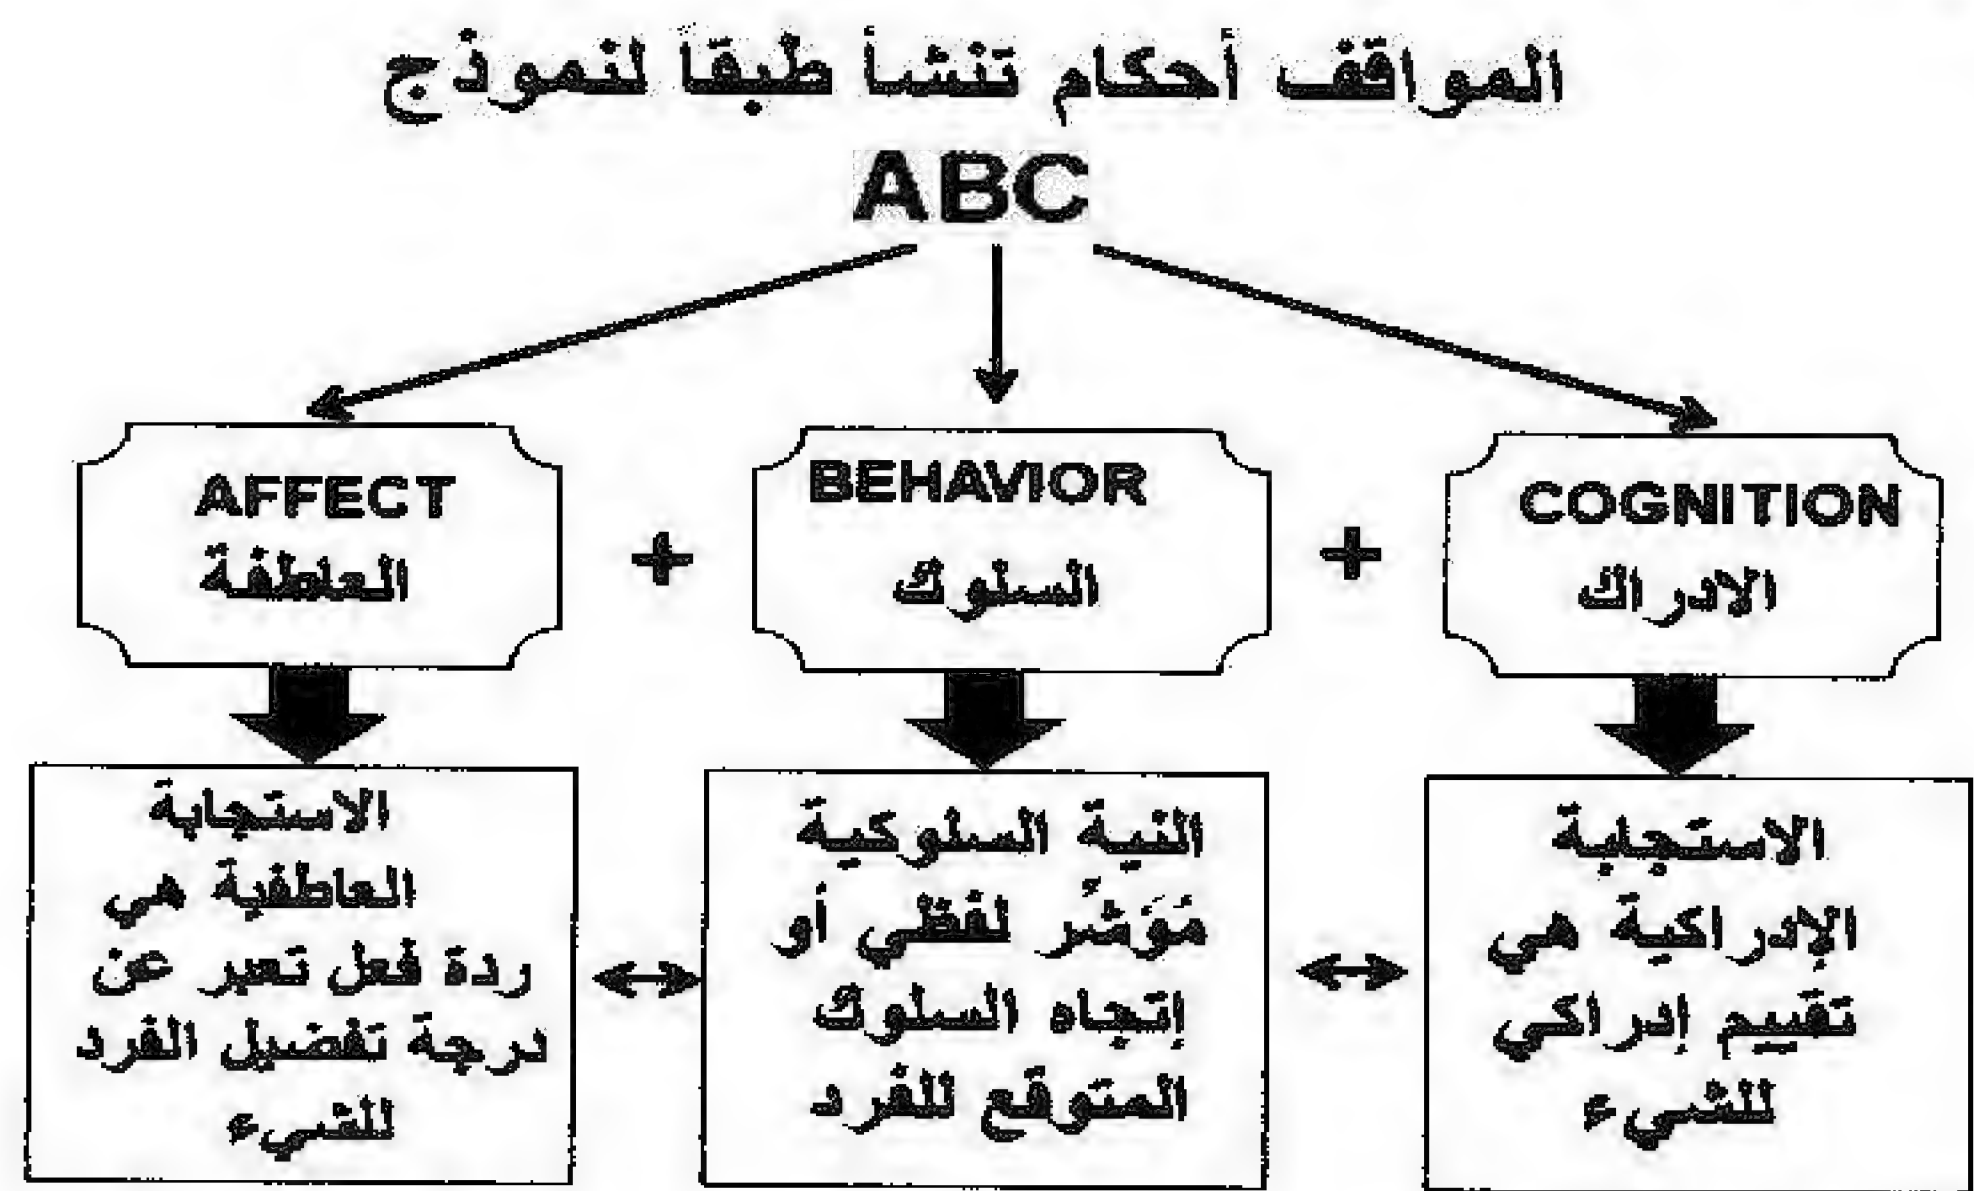 المواقف أحكام تنشأ طبقاً لنموذج
ABC
AFFECT
العاطفة
+
BEHAVIOR
السلوك
+
COGNITION
الادراك
الاستجابة
العاطفية هي
ردة فعل تعبر عن
درجة تفضيل الفرد
للشيء
النية السلوكية
مَؤشّر لفظي أو
إتجاه السلوك
المتوقع للفرد
الاستجابة
الإدراكية هي
تقييم إدراكي
للشيء